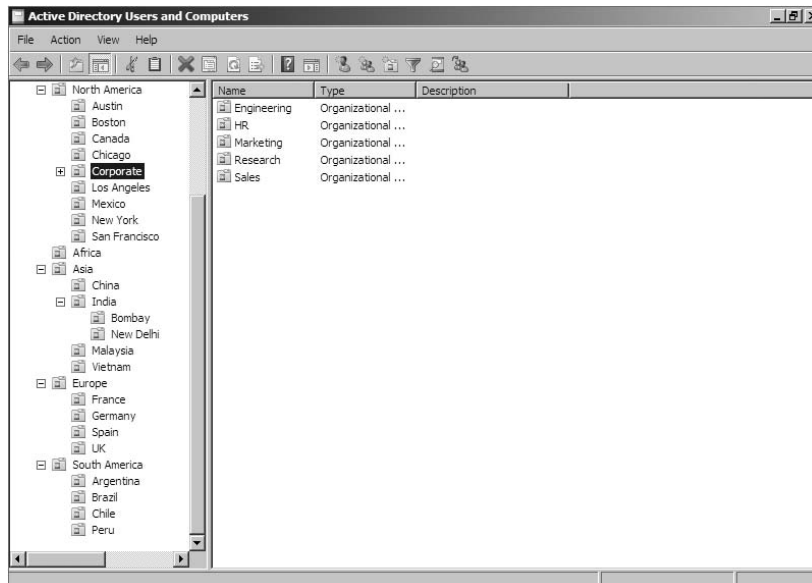 Active Directory Users and Computers
File Action View Help
North America
Austin
Boston
Canada
Chicago
Corporate
Los Angeles
Mexico
New York
San Francisco
Africa
Asia
China
India
Bombay
New Delhi
Malaysia
Vietnam
Europe
France
Germany
Spain
UK
South America
Argentina
Brazil
Chile
Peru
Name Type Description
Engineering Organizational ...
HR Organizational ...
Marketing Organizational ...
Research Organizational ...
Sales Organizational ...